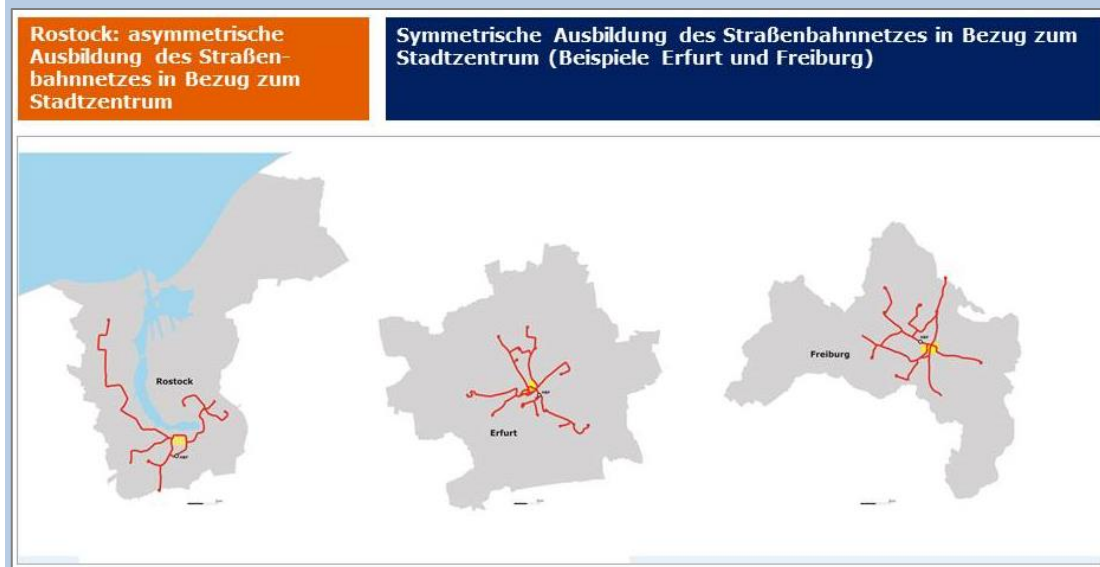 Rostock: asymmetrische
Ausbildung des Straßen-
bahnnetzes in Bezug zum
Stadtzentrum
Symmetrische Ausbildung des Straßenbahnnetzes in Bezug zum
Stadtzentrum (Beispiele Erfurt und Freiburg)
Rostock
Erfurt
Freiburg